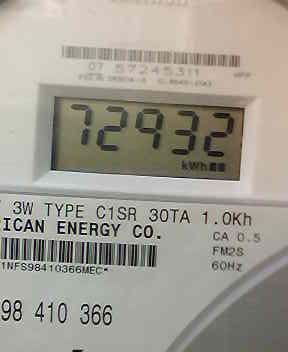 07 57245311
72932
kWh
3W TYPE C1SR 30TA 1.0Kh
RICAN ENERGY CO.
CA 0.5
FM2S
1NFS98410366MEC*
60Hz
98 410 366